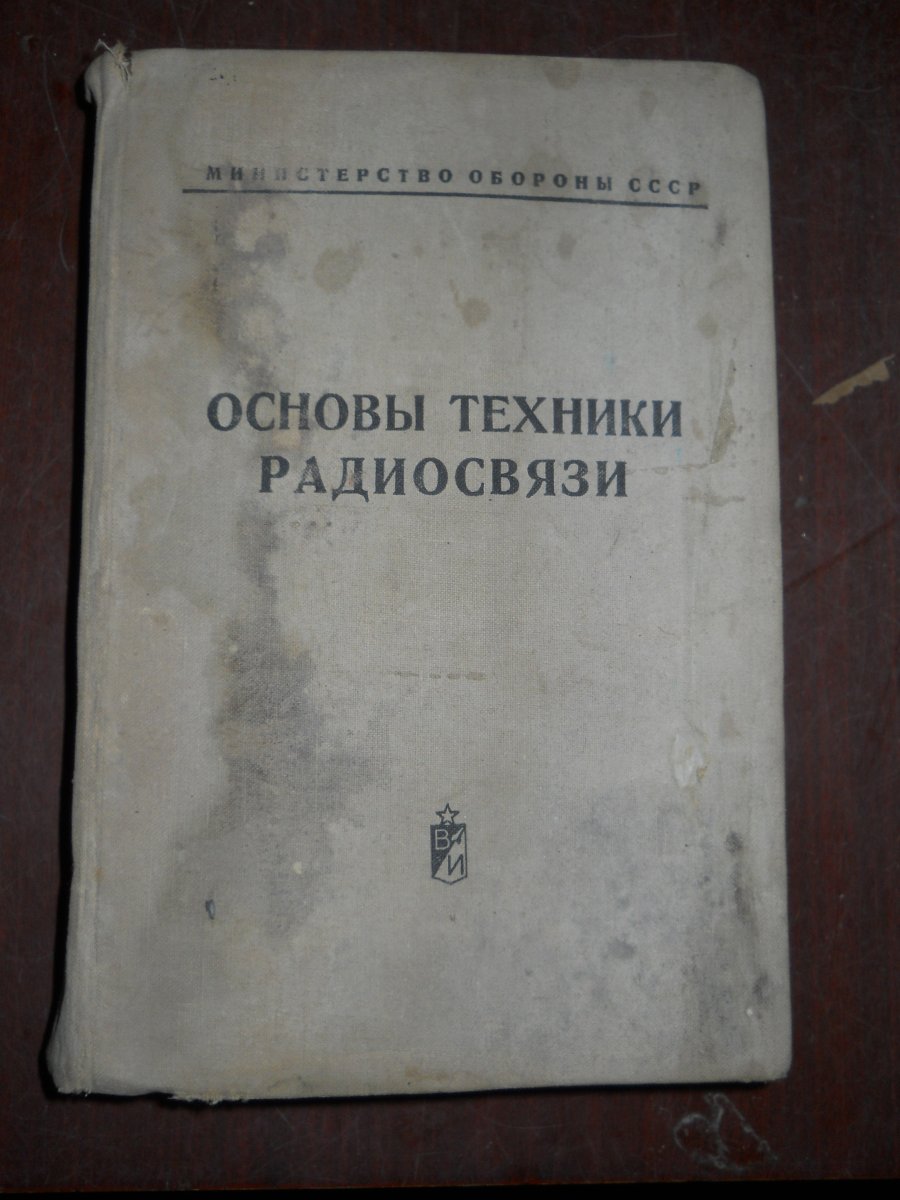 МИНИСТЕРСТВО ОБОРОНЫ СССР
ОСНОВЫ ТЕХНИКИ
РАДИОСВЯЗИ
В
И